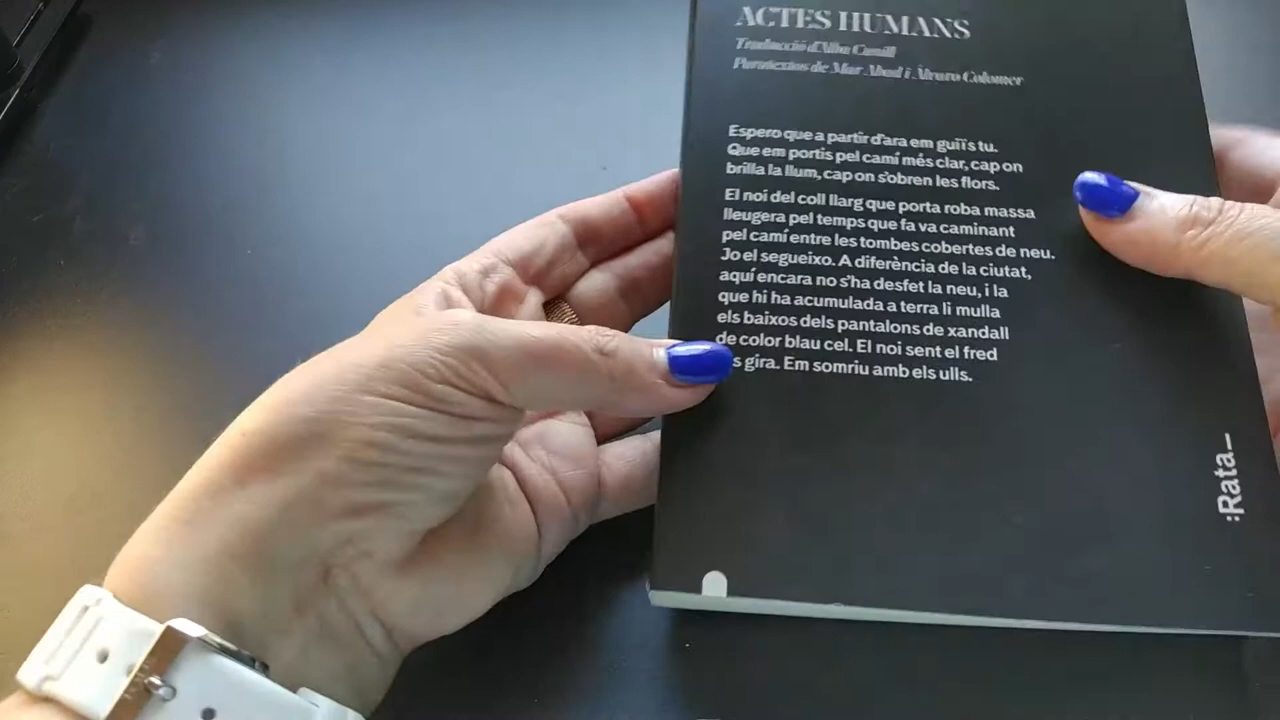 ACTES HUMANS
Traducció d'Alba Cunill
Paratextos de Mar Abad i Àlvaro Colomer
Espero que a partir d'ara em guiïs tu.
Que em portis pel camí més clar, cap on
brilla la llum, cap on s'obren les flors.
El noi del coll llarg que porta roba massa
lleugera pel temps que fa va caminant
pel camí entre les tombes cobertes de neu.
Jo el segueixo. A diferència de la ciutat,
aquí encara no s'ha desfet la neu, i la
que hi ha acumulada a terra li mulla
els baixos dels pantalons de xandall
de color blau cel. El noi sent el fred
s gira. Em somriu amb els ulls.
:Rata_